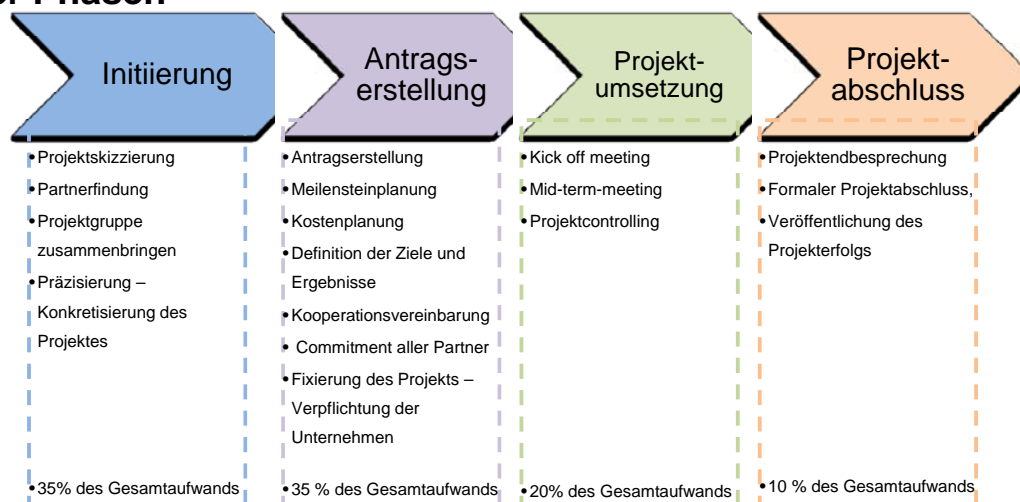 Phasen
Initiierung
• Projektskizzierung
• Partnerfindung
• Projektgruppe
zusammenbringen
• Präzisierung –
Konkretisierung des
Projektes
• 35% des Gesamtaufwands
Antrags-
erstellung
• Antragserstellung
• Meilensteinplanung
• Kostenplanung
• Definition der Ziele und
Ergebnisse
• Kooperationsvereinbarung
• Commitment aller Partner
• Fixierung des Projekts –
Verpflichtung der
Unternehmen
• 35 % des Gesamtaufwands
Projekt-
umsetzung
• Kick off meeting
• Mid-term-meeting
• Projektcontrolling
• 20% des Gesamtaufwands
Projekt-
abschluss
• Projektendbesprechung
• Formaler Projektabschluss,
• Veröffentlichung des
Projekterfolgs
• 10 % des Gesamtaufwands